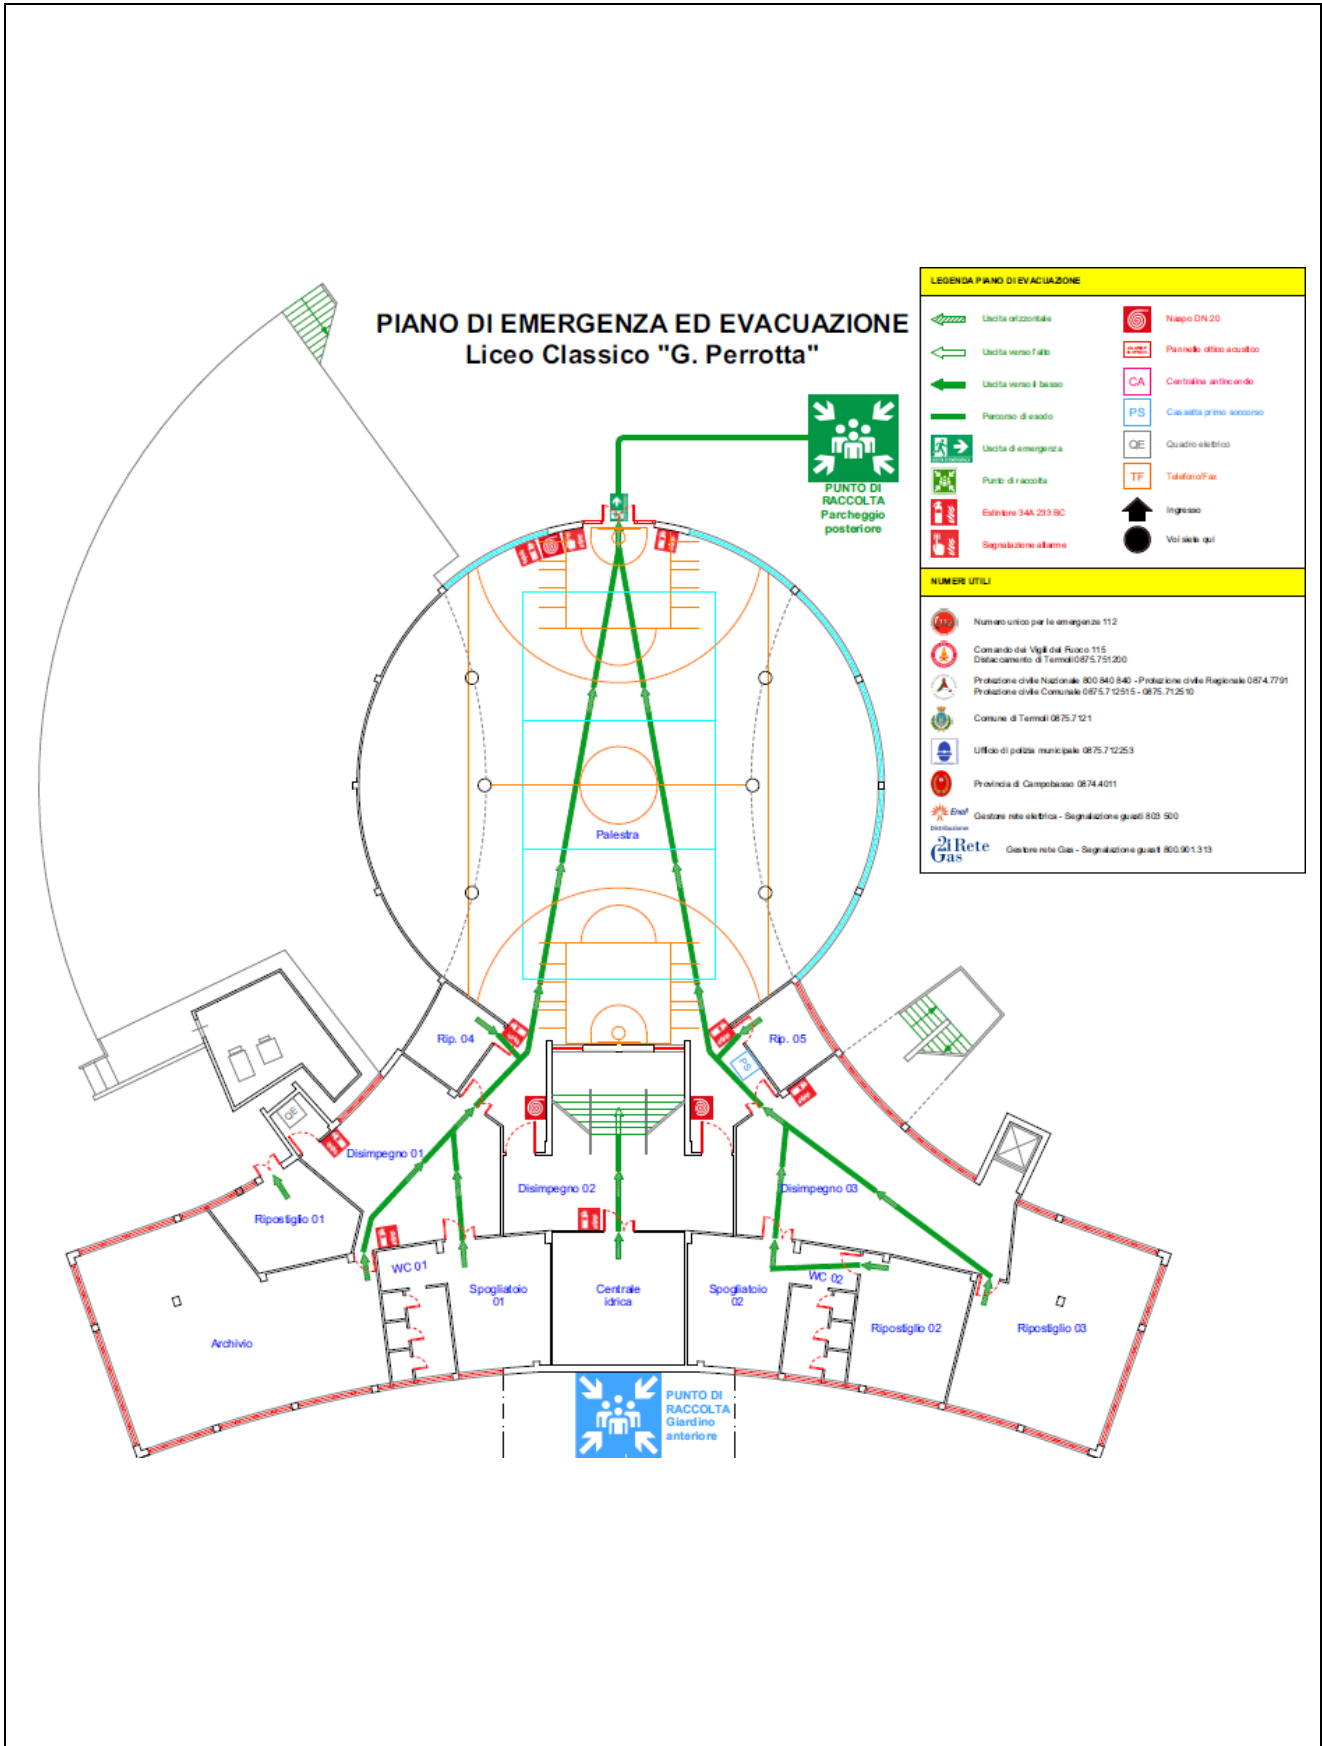 PIANO DI EMERGENZA ED EVACUAZIONE
Liceo Classico "G. Perrotta"
PUNTO DI
RACCOLTA
Parcheggio
posteriore
LEGENDA PIANO DI EVACUAZIONE
Uscita orizzontale
Uscita verso l'alto
Uscita verso il basso
Percorso di esodo
Uscita di emergenza
Punto di raccolta
Estintore 34A 233 BC
Segnalazione allarme
Naspo DN 20
Pannello ottico acustico
CA
Centralina antincendio
PS
Cassetta primo soccorso
QE
Quadro elettrico
TF
Telefono/Fax
Ingresso
Voi siete qui
NUMERI UTILI
Numero unico per le emergenze 112
Comando dei Vigili del Fuoco 115
Distaccamento di Termoli 0875.751200
Protezione civile Nazionale 800 840 840 - Protezione civile Regionale 0874.7791
Protezione civile Comunale 0875.712515 - 0875.712510
Comune di Termoli 0875.7121
Ufficio di polizia municipale 0875.712253
Provincia di Campobasso 0874.4011
Enel
Distribuzione
Gestore rete elettrica - Segnalazione guasti 803 500
2i Rete
Gas
Gestore rete Gas - Segnalazione guasti 800.901.313
Palestra
Rip. 04
Rip. 05
PS
QE
Disimpegno 01
Disimpegno 02
Disimpegno 03
Ripostiglio 01
WC 01
WC 02
Spogliatoio
01
Centrale
idrica
Spogliatoio
02
Ripostiglio 02
Ripostiglio 03
Archivio
PUNTO DI
RACCOLTA
Giardino
anteriore